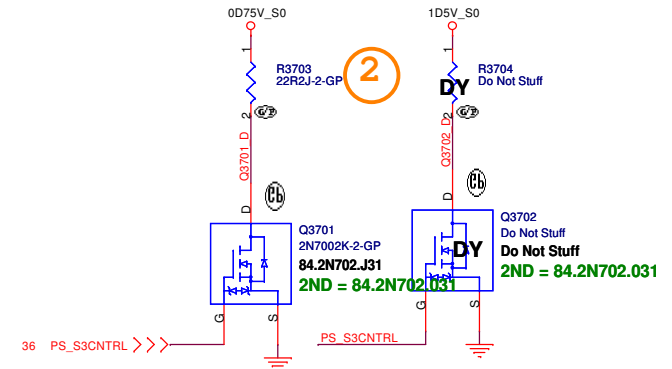 0D75V_S0
1D5V_S0
1
R3703
22R2J-2-GP
2
1
R3704
Do Not Stuff
DY
2
G/P
2
G/P
Q3701_D
Q3702_D
Cb
Cb
D
D
Q3701
2N7002K-2-GP
84.2N702.J31
2ND = 84.2N702.031
Q3702
Do Not Stuff
DY
Do Not Stuff
2ND = 84.2N702.031
G
S
G
S
36 PS_S3CNTRL
PS_S3CNTRL